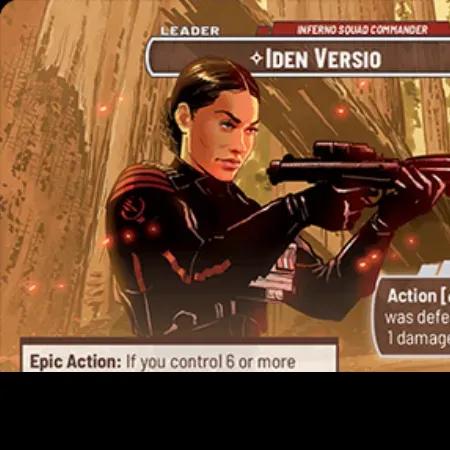 LEADER
INFERNO SQUAD COMMANDER
IDEN VERSIO
Action [
was defe
1 damage
Epic Action: If you control 6 or more